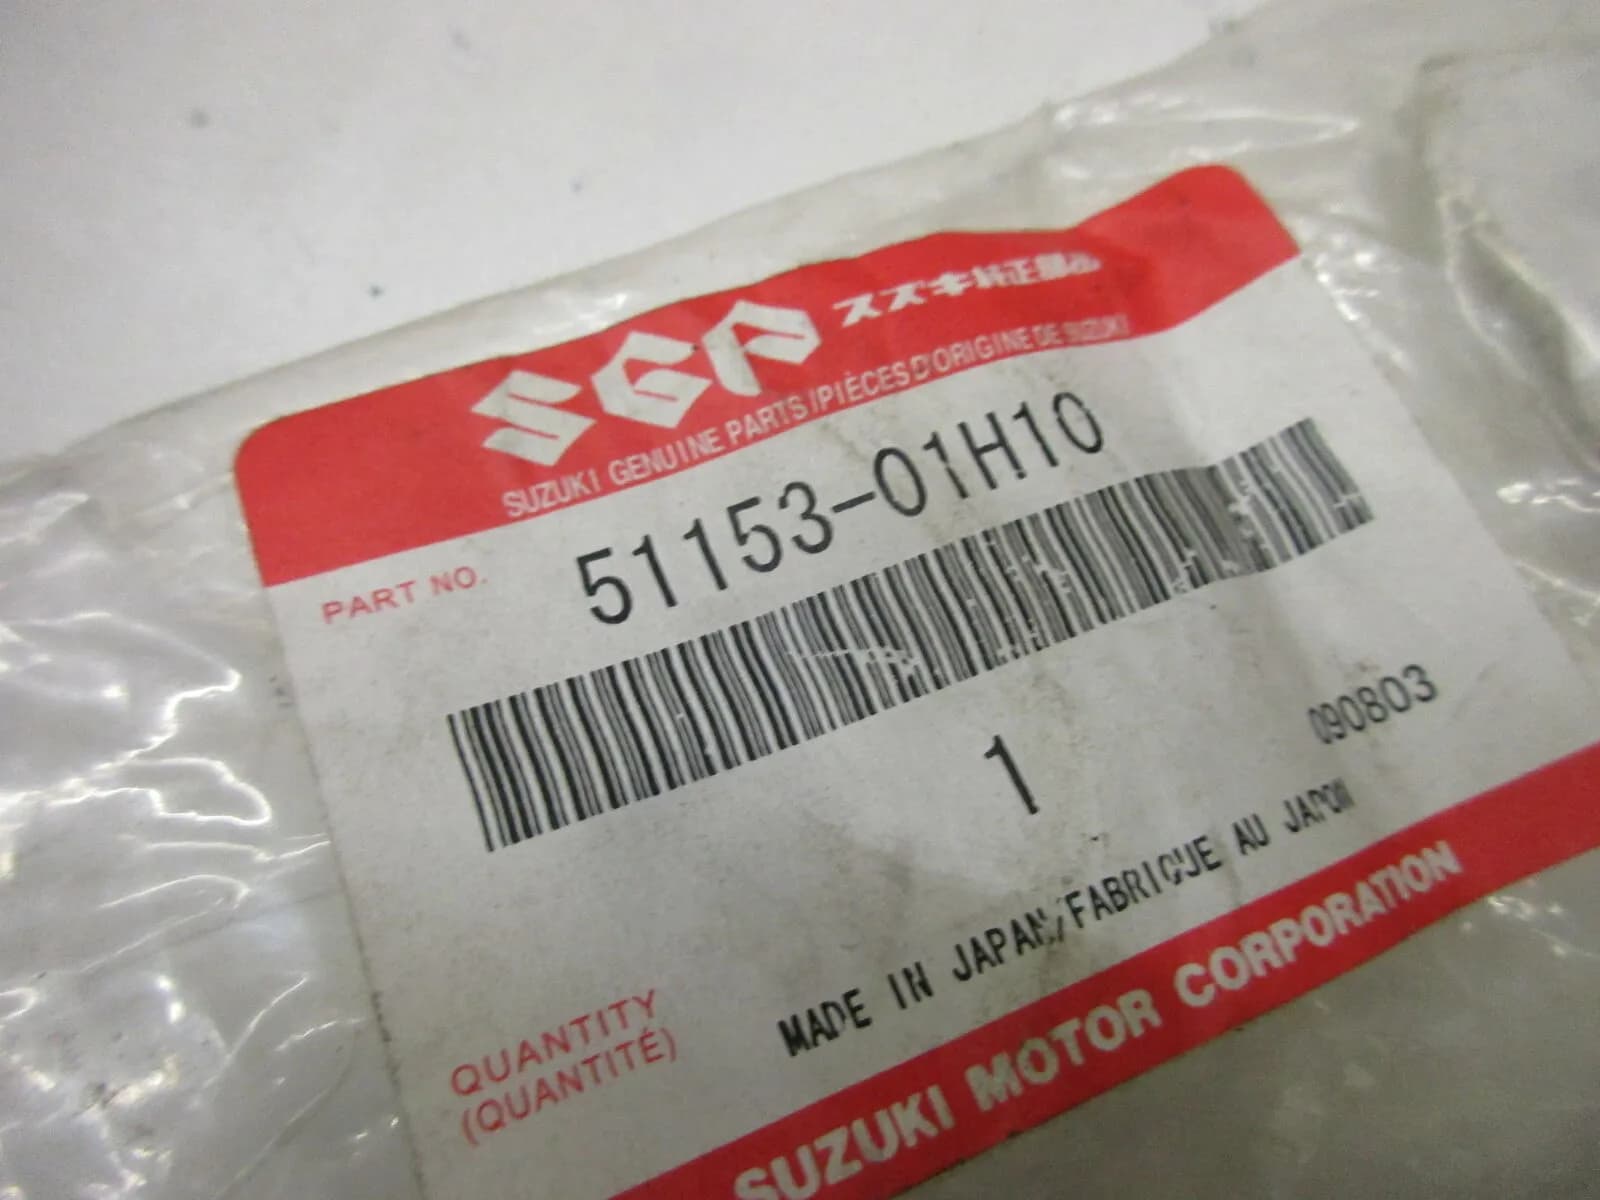 SGP スズキ純正部品
SUZUKI GENUINE PARTS / PIÈCES D'ORIGINE DE SUZUKI
PART NO. 51153-01H10
1
090803
MADE IN JAPAN/FABRIQUE AU JAPON
QUANTITY
(QUANTITÉ)
SUZUKI MOTOR CORPORATION